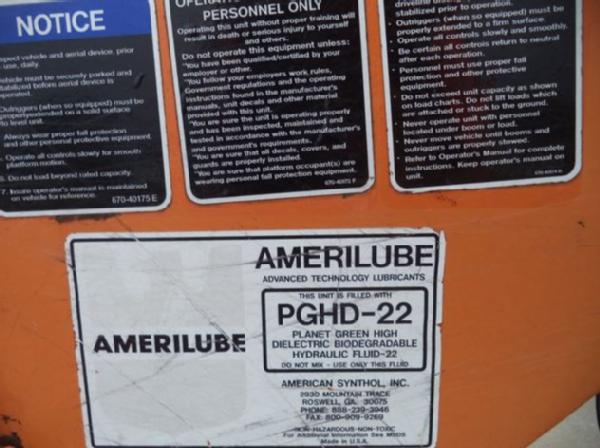 NOTICE
spect vehicle and aerial device, prior
use, daily.
vehicle must be securely parked and
stabilized before aerial device is
operated.
Outriggers (when so equipped) must be
properly extended on a solid surface
to level unit.
Always wear proper fall protection
and other personal protective equipment.
Operate all controls slowly for smooth
platform motion.
Do not load beyond rated capacity.
7. Insure operator's manual is maintained
on vehicle for reference.
670-40175 E
PERSONNEL ONLY
Operating this unit without proper training will
result in death or serious injury to yourself
and others.
Do not operate this equipment unless:
*You have been qualified/certified by your
employer or other.
*You follow your employers work rules,
Government regulations and the operating
instructions found in the manufacturer's
manuals, unit decals and other material
provided with this unit.
*You are sure the unit is operating properly
and has been inspected, maintained and
tested in accordance with the manufacturer's
and government's requirements.
*You are sure that all decals, covers, and
guards are properly installed.
*You are sure that platform occupant(s) are
wearing personal fall protection equipment.
stabilized prior to operation.
• Outriggers (when so equipped) must be
properly extended to a firm surface.
• Operate all controls slowly and smoothly.
• Be certain all controls return to neutral
after each operation.
• Personnel must use proper fall
protection and other protective
equipment.
• Do not exceed unit capacity as shown
on load charts. Do not lift loads which
are attached or stuck to the ground.
• Never operate unit with personnel
located under boom or load.
• Never move vehicle until booms and
outriggers are properly stowed.
• Refer to Operator's Manual for complete
instructions. Keep operator's manual on
unit.
AMERILUBE
AMERILUBE
ADVANCED TECHNOLOGY LUBRICANTS
THIS UNIT IS FILLED WITH
PGHD-22
PLANET GREEN HIGH
DIELECTRIC BIODEGRADABLE
HYDRAULIC FLUID-22
DO NOT MIX - USE ONLY THIS FLUID
AMERICAN SYNTHOL, INC.
2930 MOUNTAIN TRACE
ROSWELL, GA. 30075
PHONE: 888-239-3946
FAX: 800-909-9269
NON-HAZARDOUS-NON-TOXIC
For Additional Information See MSDS
Made in U.S.A.